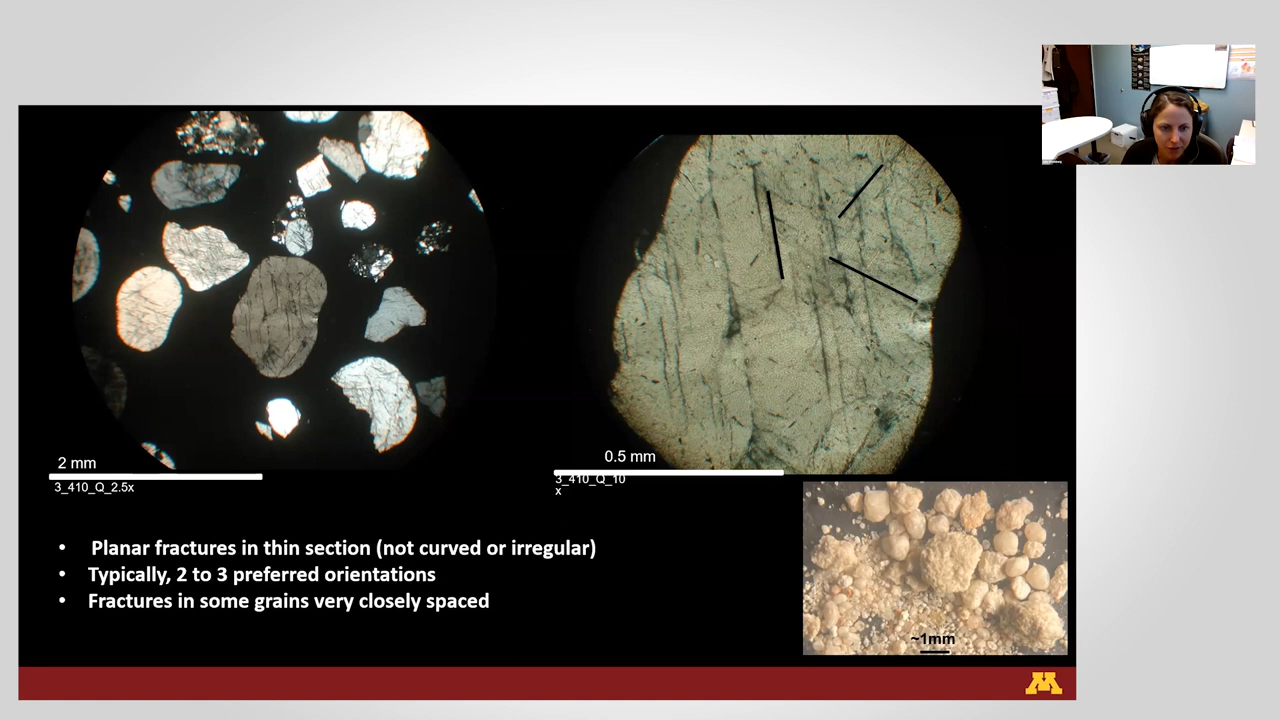 2 mm
3_410_Q_2.5x
0.5 mm
3_410_Q_10
x
• Planar fractures in thin section (not curved or irregular)
• Typically, 2 to 3 preferred orientations
• Fractures in some grains very closely spaced
~1mm
M